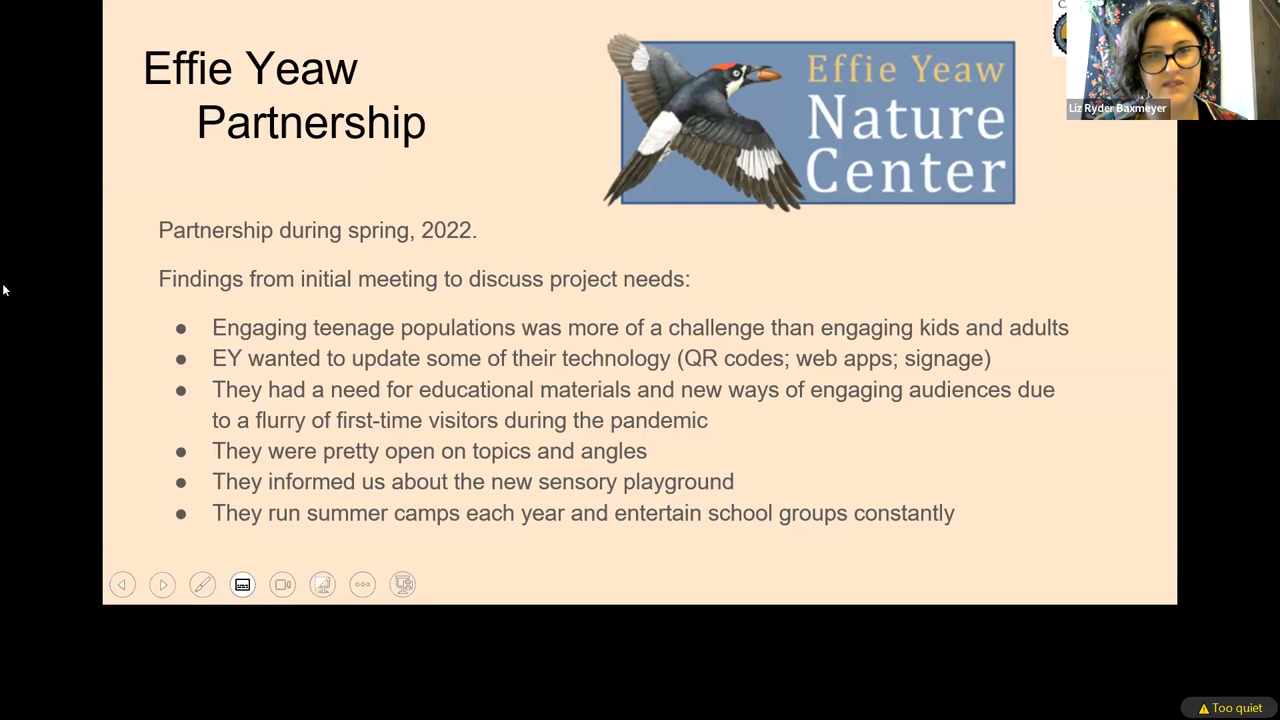 Effie Yeaw
Partnership
Effie Yeaw
Nature
Center
Liz Ryder Baxmeyer
Partnership during spring, 2022.
Findings from initial meeting to discuss project needs:
● Engaging teenage populations was more of a challenge than engaging kids and adults
● EY wanted to update some of their technology (QR codes; web apps; signage)
● They had a need for educational materials and new ways of engaging audiences due
to a flurry of first-time visitors during the pandemic
● They were pretty open on topics and angles
● They informed us about the new sensory playground
● They run summer camps each year and entertain school groups constantly
Too quiet